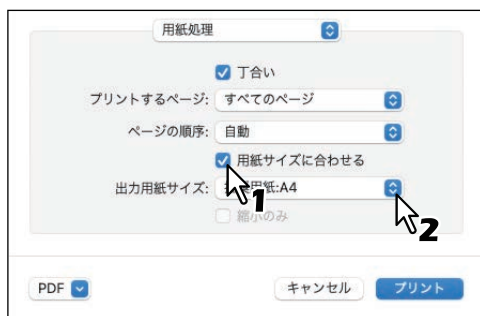 用紙処理
丁合い
プリントするページ: すべてのページ
ページの順序: 自動
用紙サイズに合わせる
出力用紙サイズ: 用紙:A4
1
縮小のみ
2
PDF キャンセル プリント